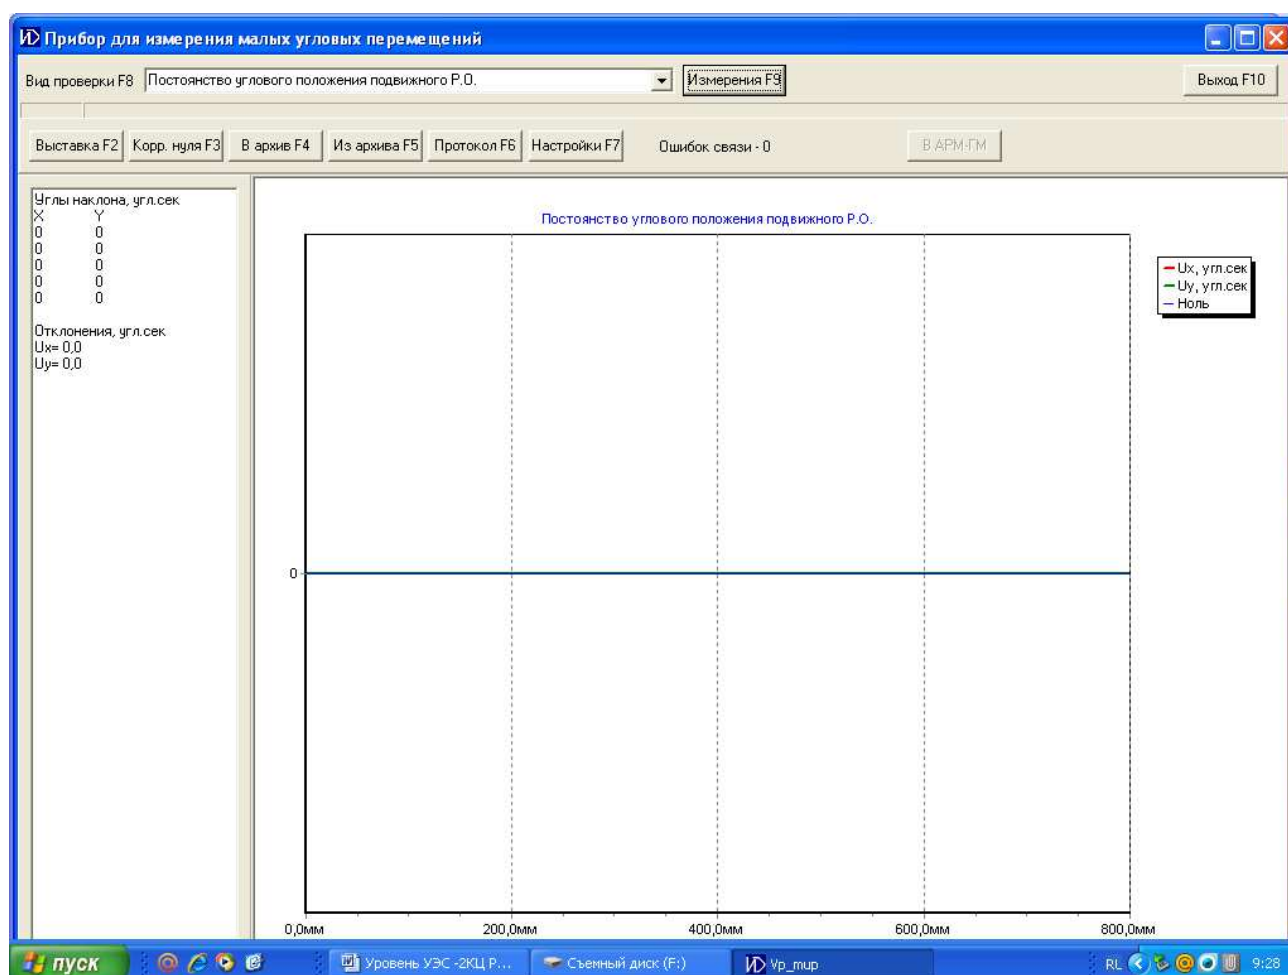 Прибор для измерения малых угловых перемещений
Вид проверки F8 Постоянство углового положения подвижного Р.О. Измерения F9 Выход F10
Выставка F2 Корр. нуля F3 В архив F4 Из архива F5 Протокол F6 Настройки F7 Ошибок связи - 0 В АРМ-ГМ
Углы наклона, угл.сек
X Y
0 0
0 0
0 0
0 0
0 0
Отклонения, угл.сек
Ux= 0,0
Uy= 0,0
Постоянство углового положения подвижного Р.О.
Ux, угл.сек
Uy, угл.сек
Ноль
0
0,0мм 200,0мм 400,0мм 600,0мм 800,0мм
пуск Уровень УЭС -2КЦ Р... Съемный диск (F:) Vp_mup RL 9:28